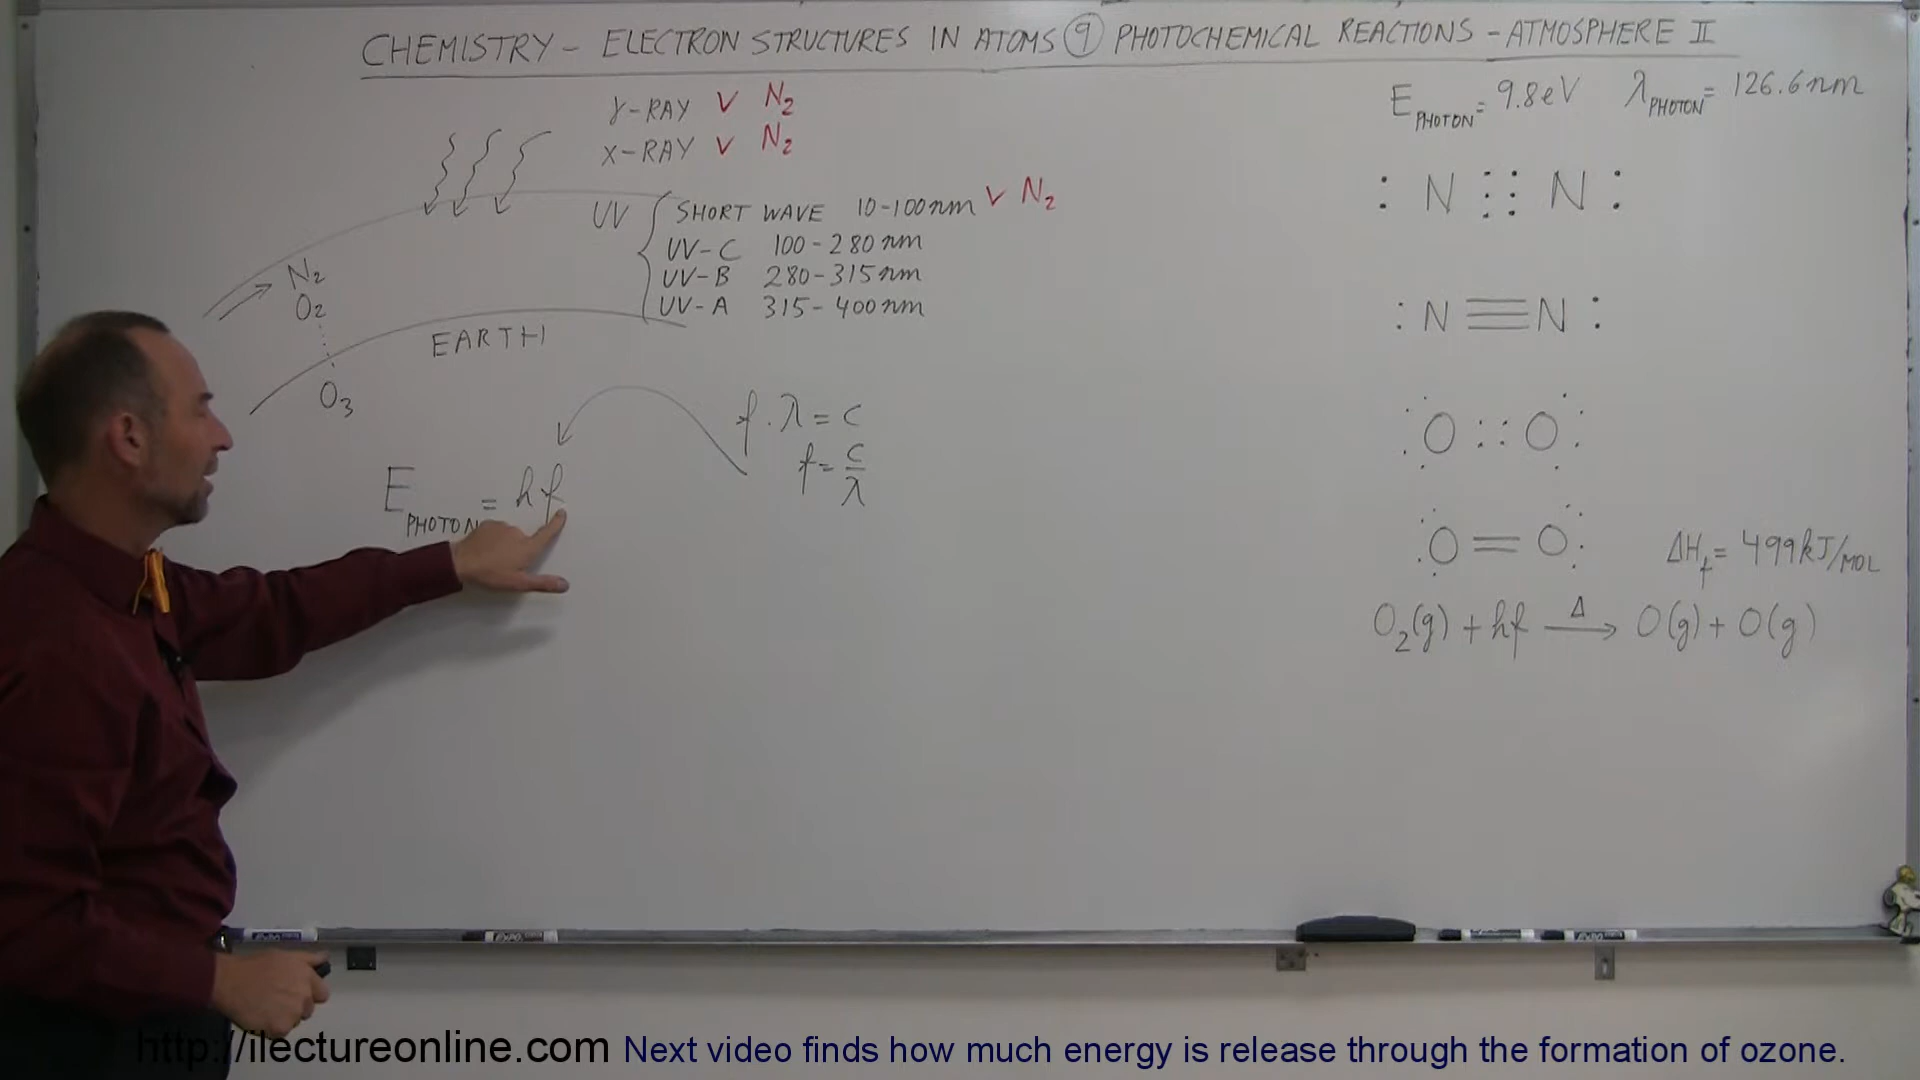 CHEMISTRY - ELECTRON STRUCTURES IN ATOMS ⑨ PHOTOCHEMICAL REACTIONS - ATMOSPHERE II
γ-RAY V N₂
X-RAY V N₂
UV { SHORT WAVE 10-100nm V N₂
UV-C 100-280nm
UV-B 280-315nm
UV-A 315-400nm
N₂
O₂
O₃
EARTH
f.λ = c
f = c/λ
E PHOTON = hf
E PHOTON = 9.8eV λ PHOTON = 126.6nm
: N ⋮⋮ N :
: N ≡ N :
O :: O
O = O
ΔH_f = 499kJ/MOL
O₂(g) + hf Δ→ O(g) + O(g)
http://ilectureonline.com Next video finds how much energy is release through the formation of ozone.